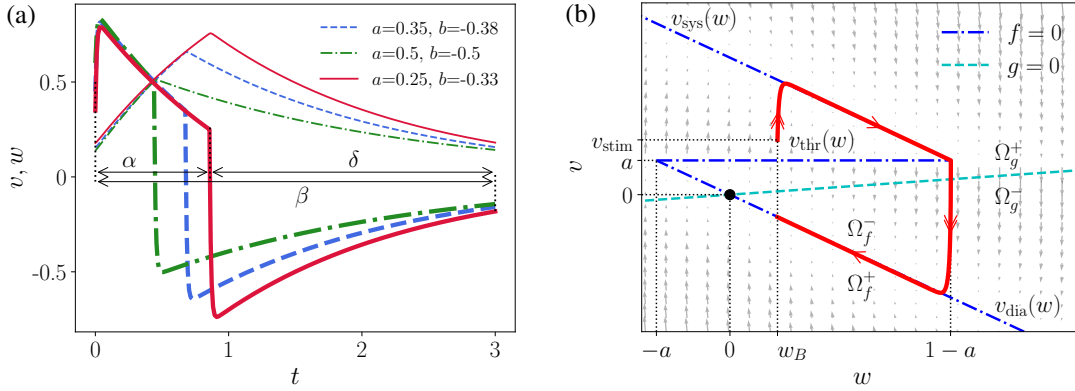 (a)
a=0.35, b=-0.38
a=0.5, b=-0.5
a=0.25, b=-0.33
0.5
0
-0.5
v, w
α
δ
β
0
1
2
3
t
(b)
v_sys(w)
f = 0
g = 0
v_thr(w)
v_stim
a
0
v
Ω_g^+
Ω_g^-
Ω_f^-
Ω_f^+
v_dia(w)
−a
0
w_B
1 − a
w